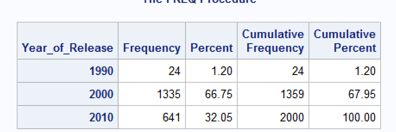 The FREQ Procedure
Cumulative Cumulative
Year_of_Release Frequency Percent Frequency Percent
1990 24 1.20 24 1.20
2000 1335 66.75 1359 67.95
2010 641 32.05 2000 100.00